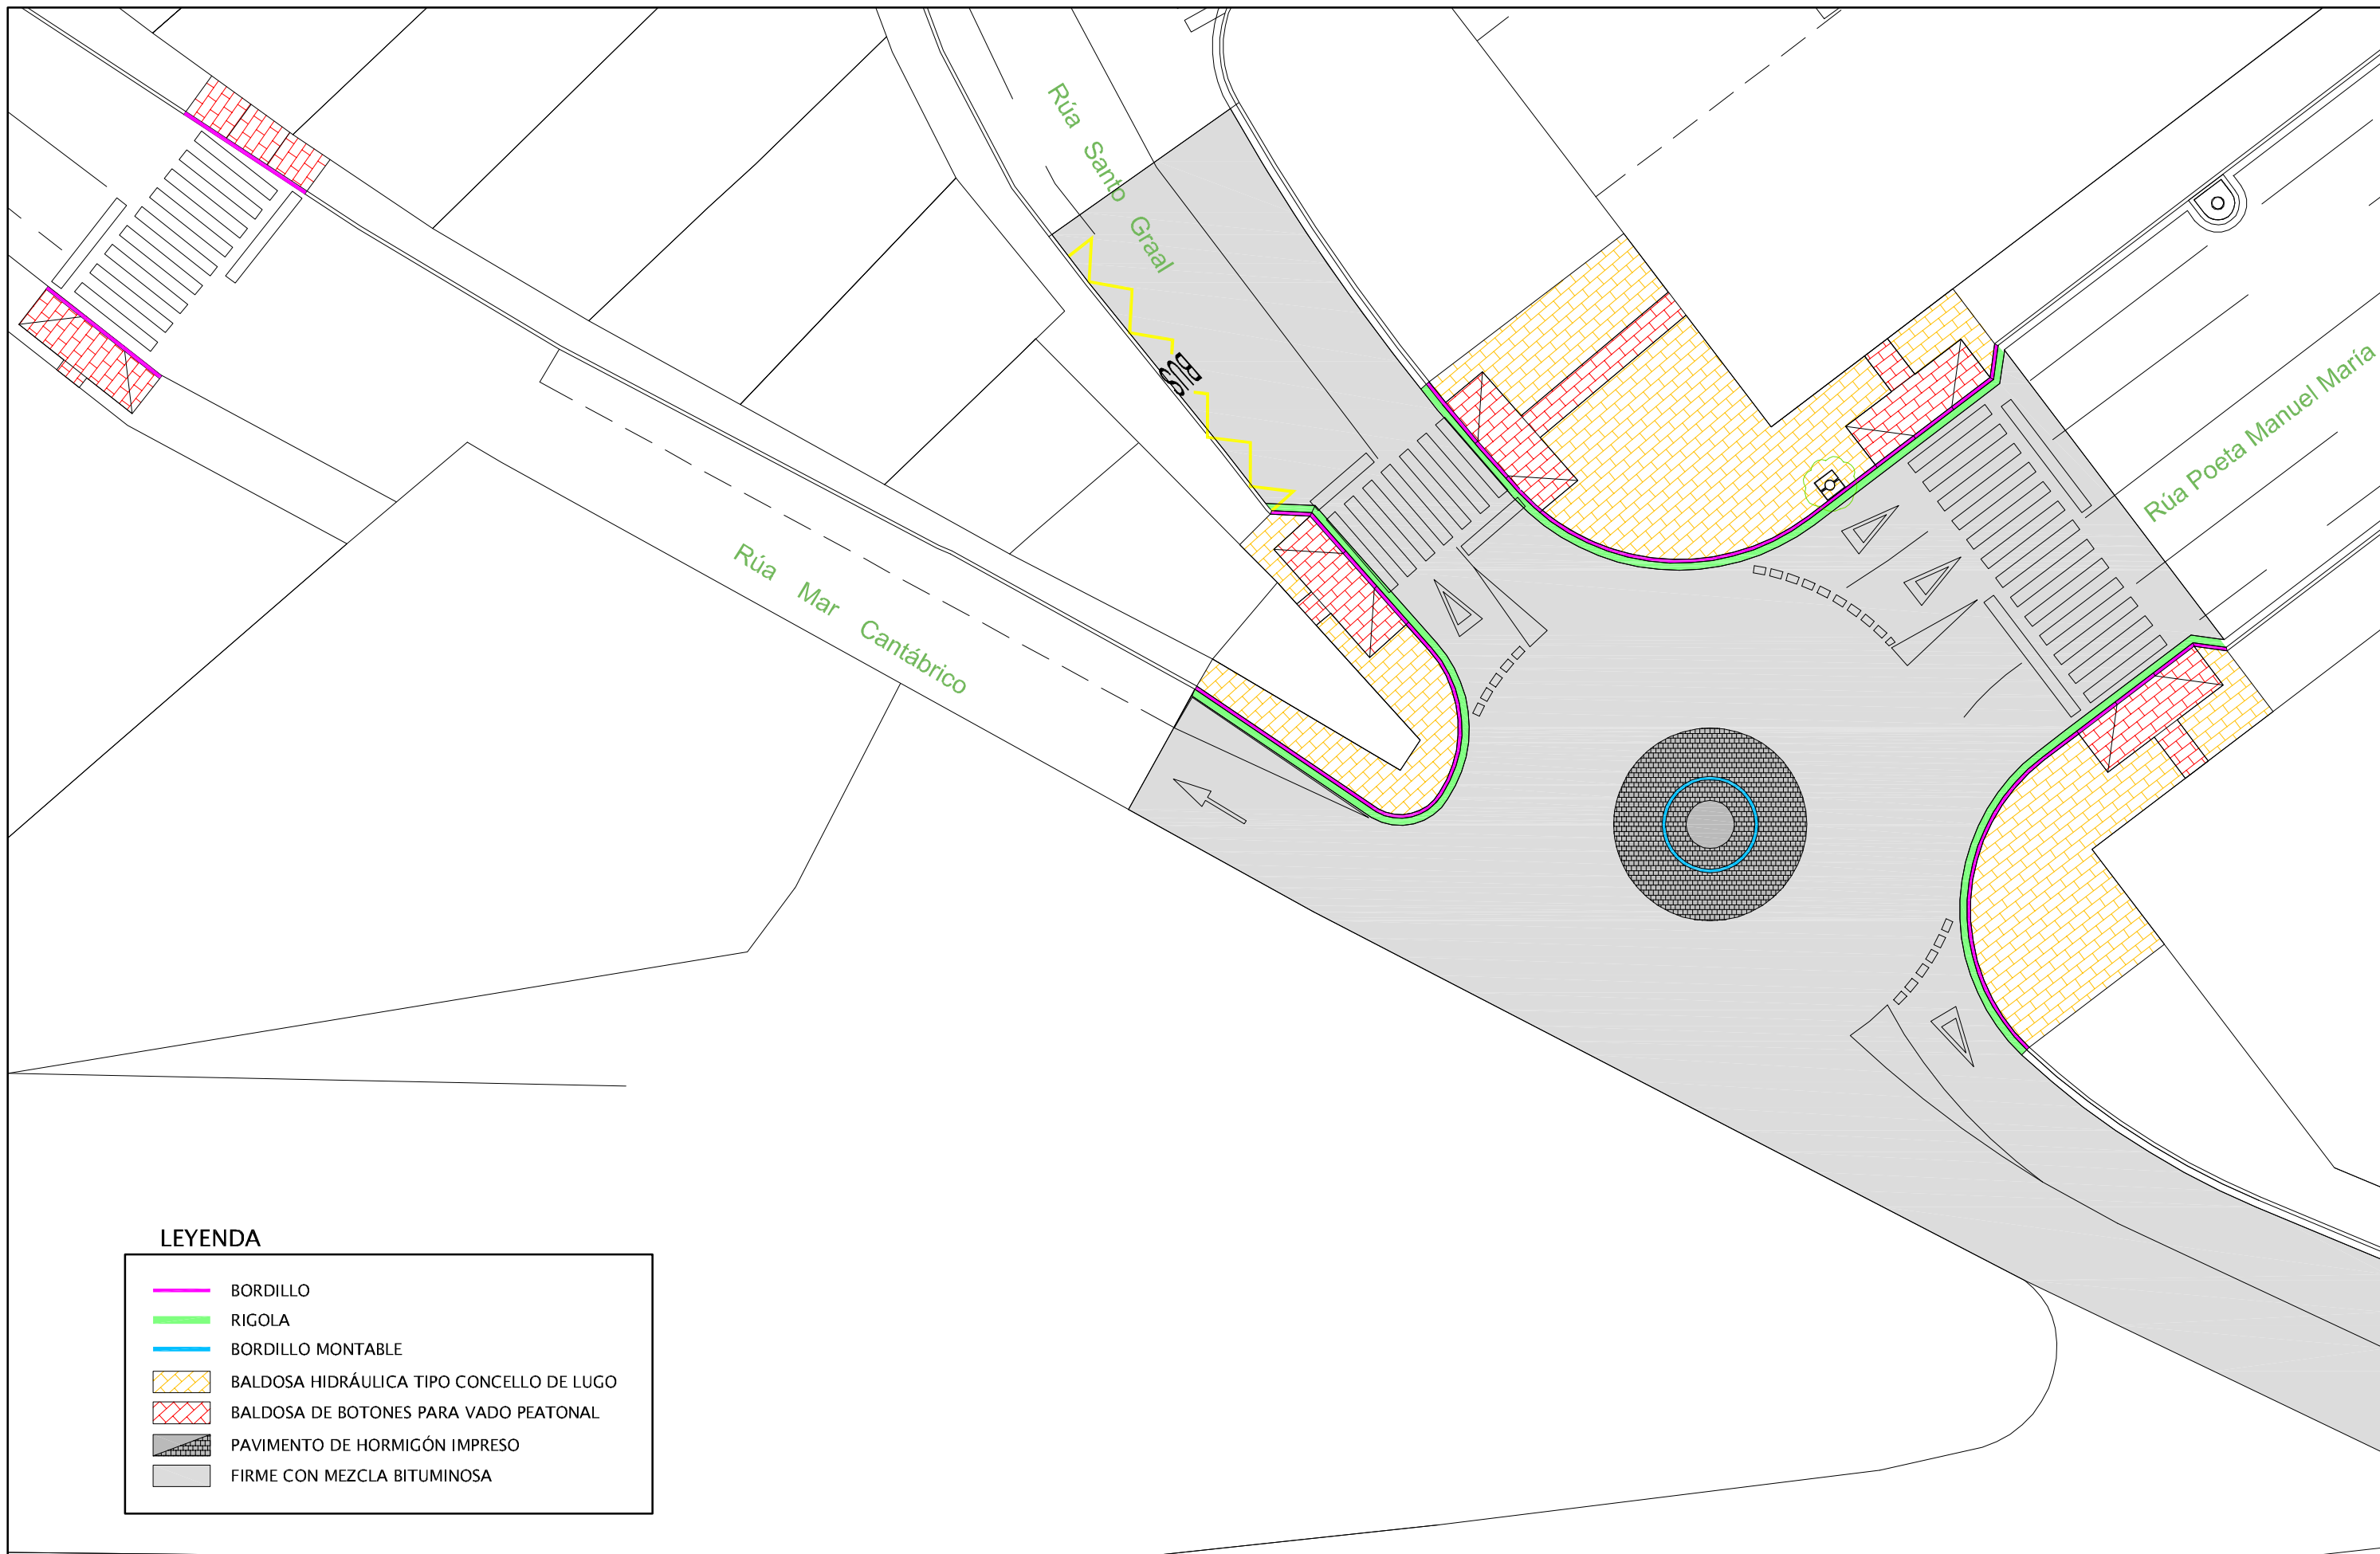 Rúa Santo Graal
BUS
Rúa Poeta Manuel María
Rúa Mar Cantábrico
LEYENDA
BORDILLO
RIGOLA
BORDILLO MONTABLE
BALDOSA HIDRÁULICA TIPO CONCELLO DE LUGO
BALDOSA DE BOTONES PARA VADO PEATONAL
PAVIMENTO DE HORMIGÓN IMPRESO
FIRME CON MEZCLA BITUMINOSA